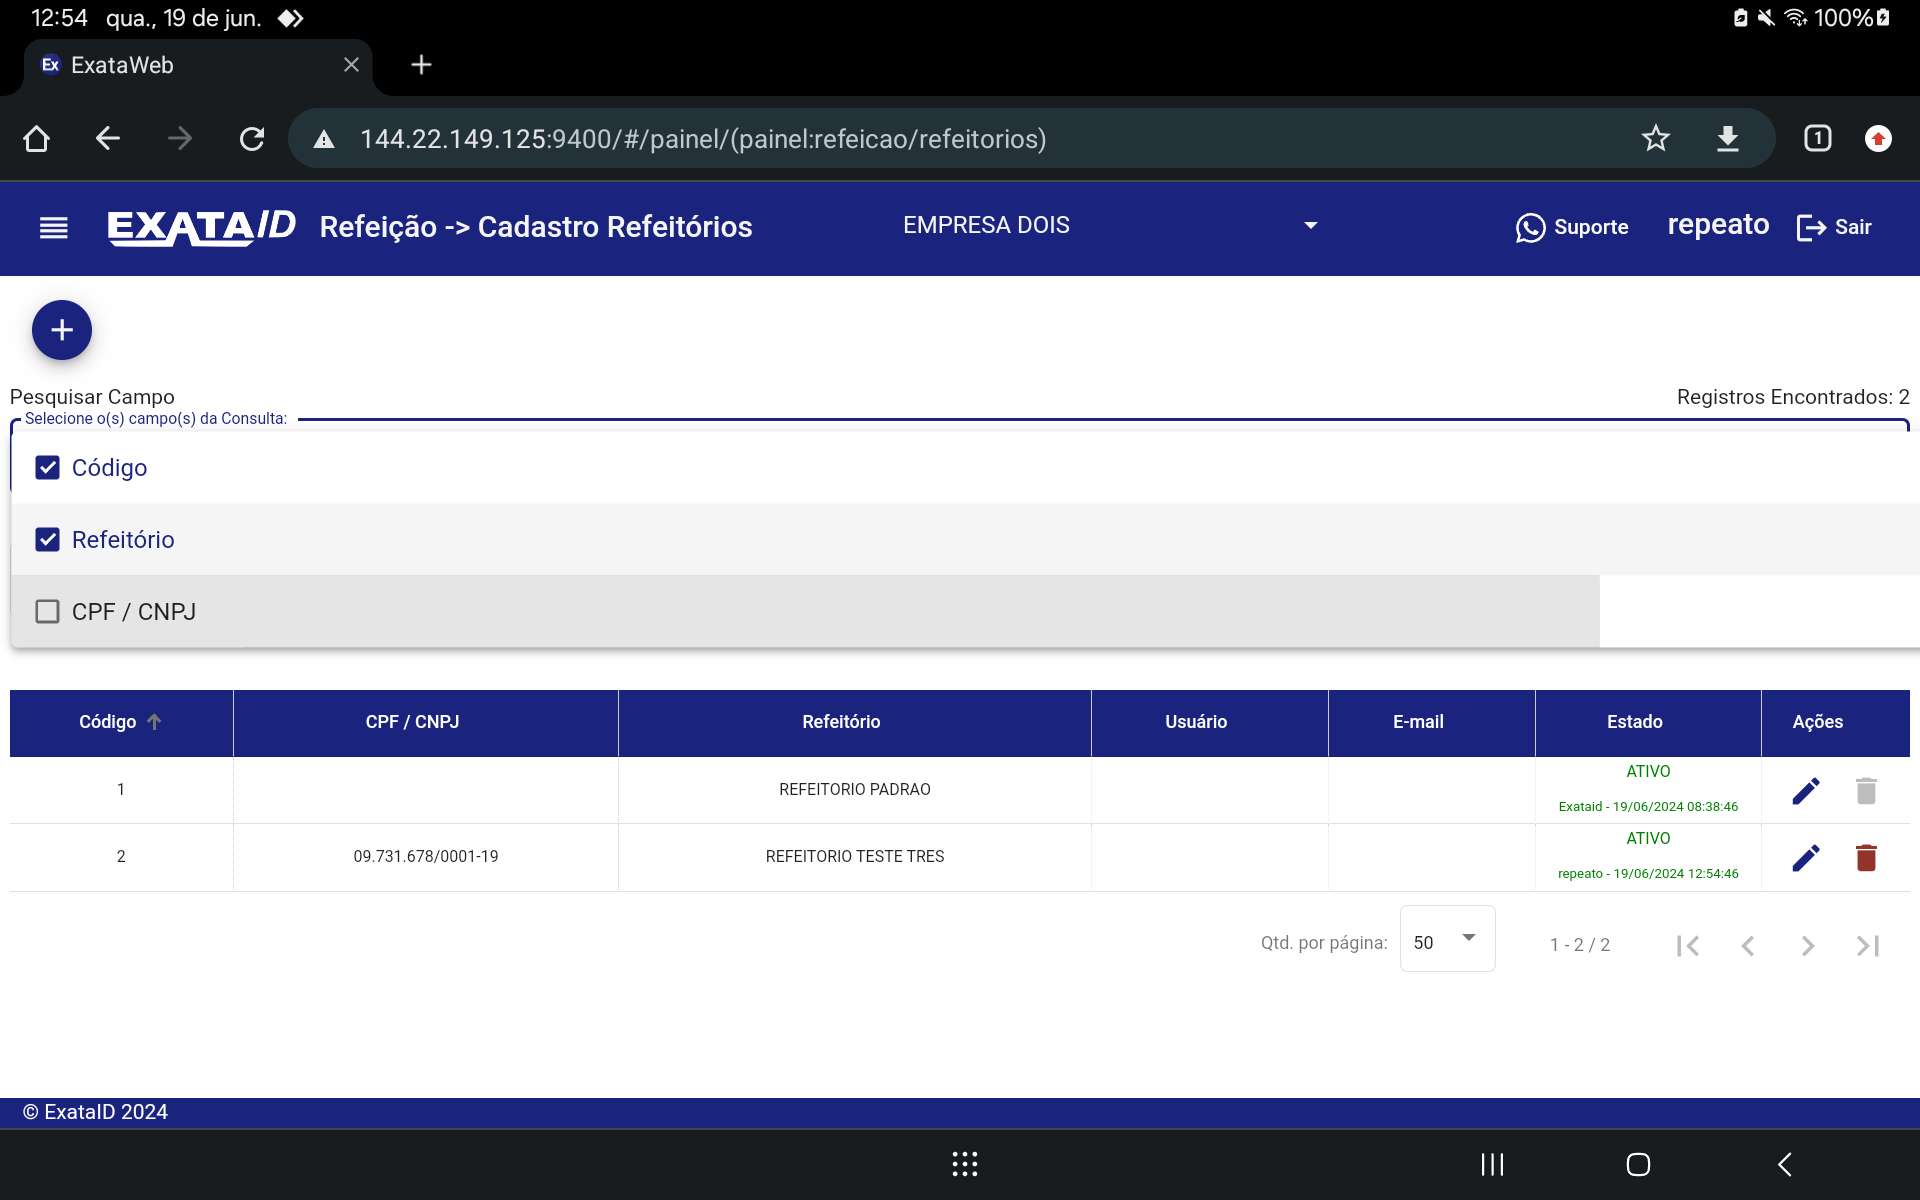 12:54 qua., 19 de jun. 100%
Ex ExataWeb
144.22.149.125:9400/#/painel/(painel:refeicao/refeitorios) 1
EXATAID Refeição -> Cadastro Refeitórios EMPRESA DOIS Suporte repeato Sair
Pesquisar Campo Registros Encontrados: 2
Selecione o(s) campo(s) da Consulta:
Código
Refeitório
CPF / CNPJ
Código CPF / CNPJ Refeitório Usuário E-mail Estado Ações
1 REFEITORIO PADRAO ATIVO
Exataid - 19/06/2024 08:38:46
2 09.731.678/0001-19 REFEITORIO TESTE TRES ATIVO
repeato - 19/06/2024 12:54:46
Qtd. por página: 50 1 - 2 / 2
© ExataID 2024